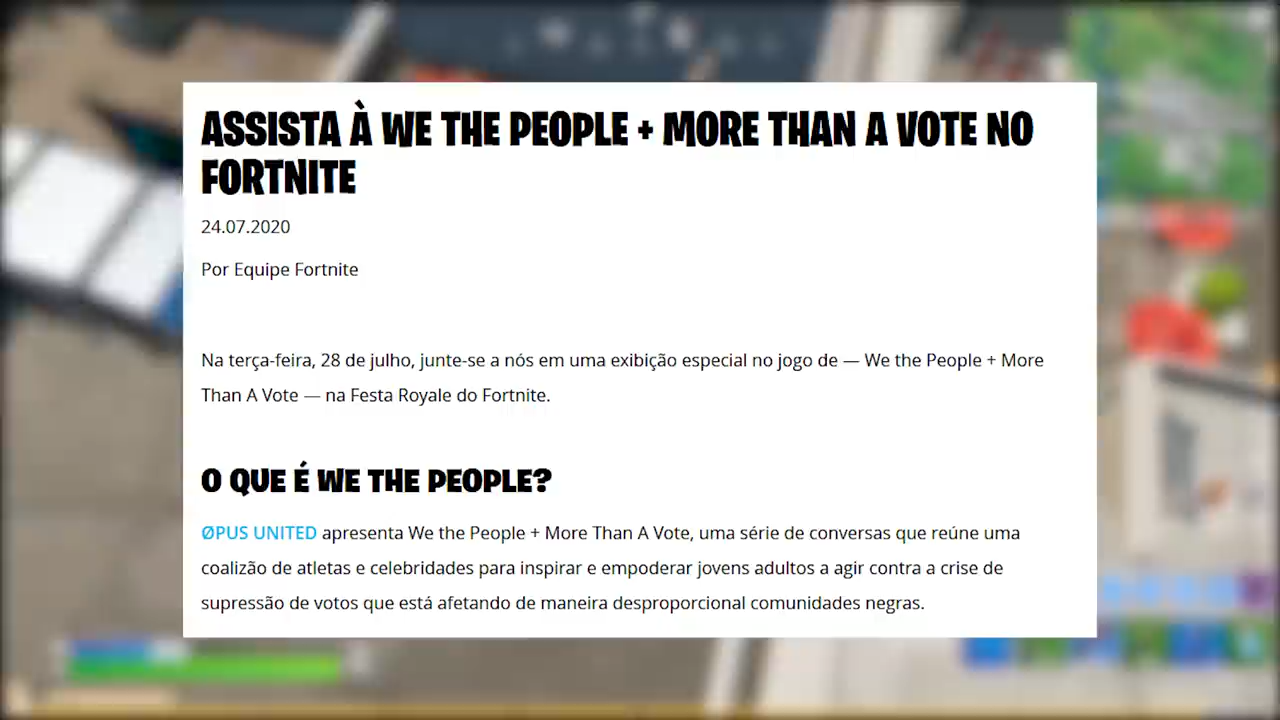 ASSISTA À WE THE PEOPLE + MORE THAN A VOTE NO
FORTNITE
24.07.2020
Por Equipe Fortnite
Na terça-feira, 28 de julho, junte-se a nós em uma exibição especial no jogo de — We the People + More
Than A Vote — na Festa Royale do Fortnite.
O QUE É WE THE PEOPLE?
ØPUS UNITED apresenta We the People + More Than A Vote, uma série de conversas que reúne uma
coalizão de atletas e celebridades para inspirar e empoderar jovens adultos a agir contra a crise de
supressão de votos que está afetando de maneira desproporcional comunidades negras.